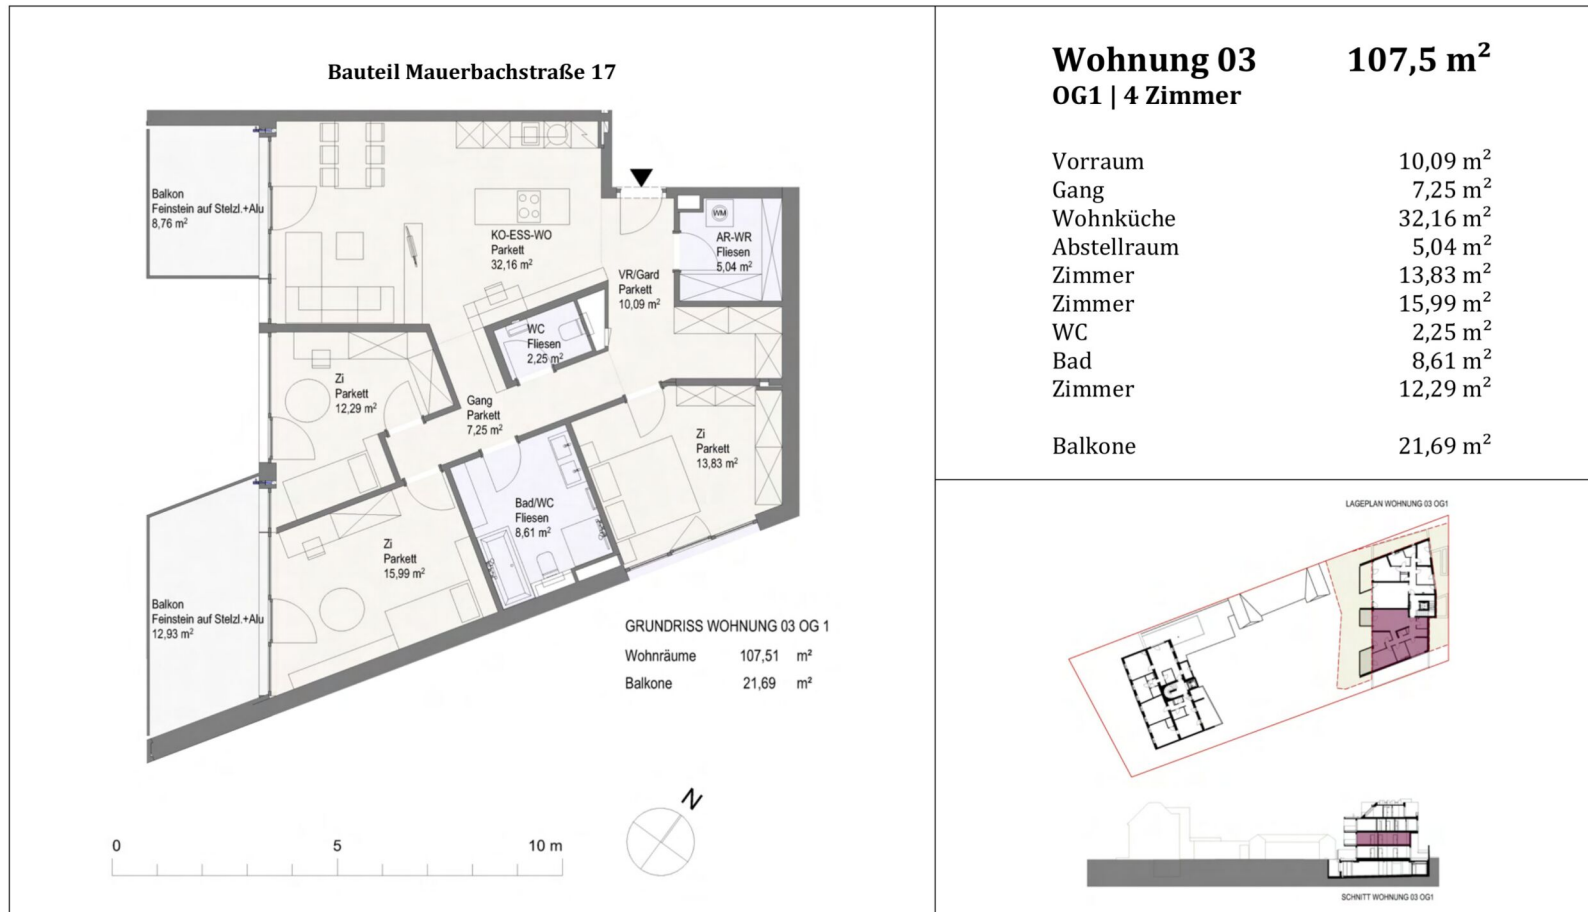 Bauteil Mauerbachstraße 17
Balkon
Feinstein auf Stelzl.+Alu
8,76 m²
KO-ESS-WO
Parkett
32,16 m²
WM
AR-WR
Fliesen
5,04 m²
VR/Gard
Parkett
10,09 m²
WC
Fliesen
2,25 m²
Zi
Parkett
12,29 m²
Gang
Parkett
7,25 m²
Zi
Parkett
13,83 m²
Bad/WC
Fliesen
8,61 m²
Zi
Parkett
15,99 m²
Balkon
Feinstein auf Stelzl.+Alu
12,93 m²
GRUNDRISS WOHNUNG 03 OG 1
Wohnräume 107,51 m²
Balkone 21,69 m²
N
0 5 10 m
Wohnung 03 107,5 m²
OG1 | 4 Zimmer
Vorraum 10,09 m²
Gang 7,25 m²
Wohnküche 32,16 m²
Abstellraum 5,04 m²
Zimmer 13,83 m²
Zimmer 15,99 m²
WC 2,25 m²
Bad 8,61 m²
Zimmer 12,29 m²
Balkone 21,69 m²
LAGEPLAN WOHNUNG 03 OG1
SCHNITT WOHNUNG 03 OG1